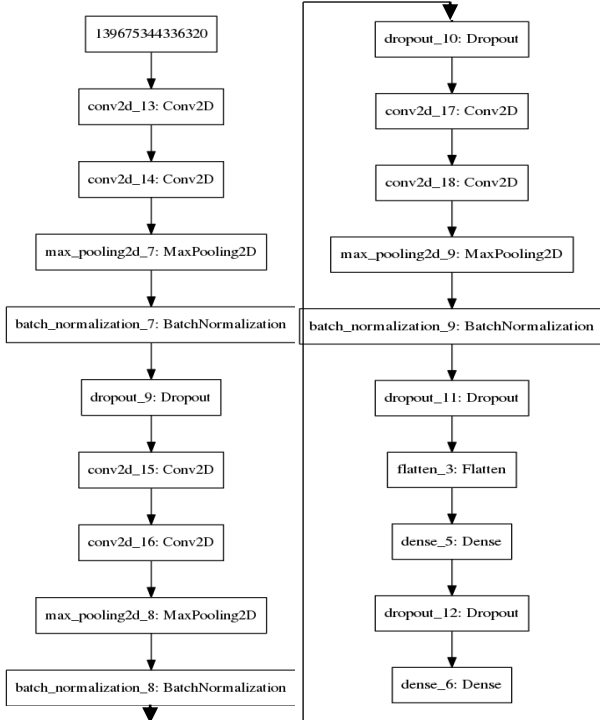 139675344336320
conv2d_13: Conv2D
conv2d_14: Conv2D
max_pooling2d_7: MaxPooling2D
batch_normalization_7: BatchNormalization
dropout_9: Dropout
conv2d_15: Conv2D
conv2d_16: Conv2D
max_pooling2d_8: MaxPooling2D
batch_normalization_8: BatchNormalization
dropout_10: Dropout
conv2d_17: Conv2D
conv2d_18: Conv2D
max_pooling2d_9: MaxPooling2D
batch_normalization_9: BatchNormalization
dropout_11: Dropout
flatten_3: Flatten
dense_5: Dense
dropout_12: Dropout
dense_6: Dense